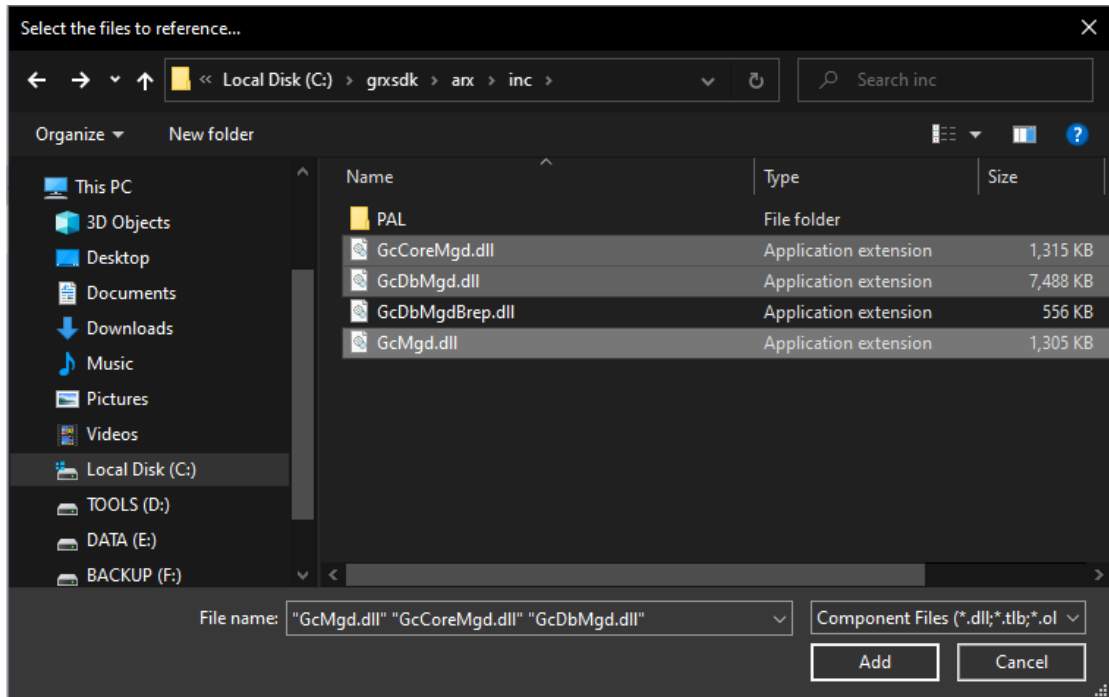 Select the files to reference...
« Local Disk (C:) › grxsdk › arx › inc ›
Search inc
Organize
New folder
Name
Type
Size
This PC
3D Objects
Desktop
Documents
Downloads
Music
Pictures
Videos
Local Disk (C:)
TOOLS (D:)
DATA (E:)
BACKUP (F:)
PAL File folder
GcCoreMgd.dll Application extension 1,315 KB
GcDbMgd.dll Application extension 7,488 KB
GcDbMgdBrep.dll Application extension 556 KB
GcMgd.dll Application extension 1,305 KB
File name: "GcMgd.dll" "GcCoreMgd.dll" "GcDbMgd.dll"
Component Files (*.dll;*.tlb;*.ol
Add
Cancel